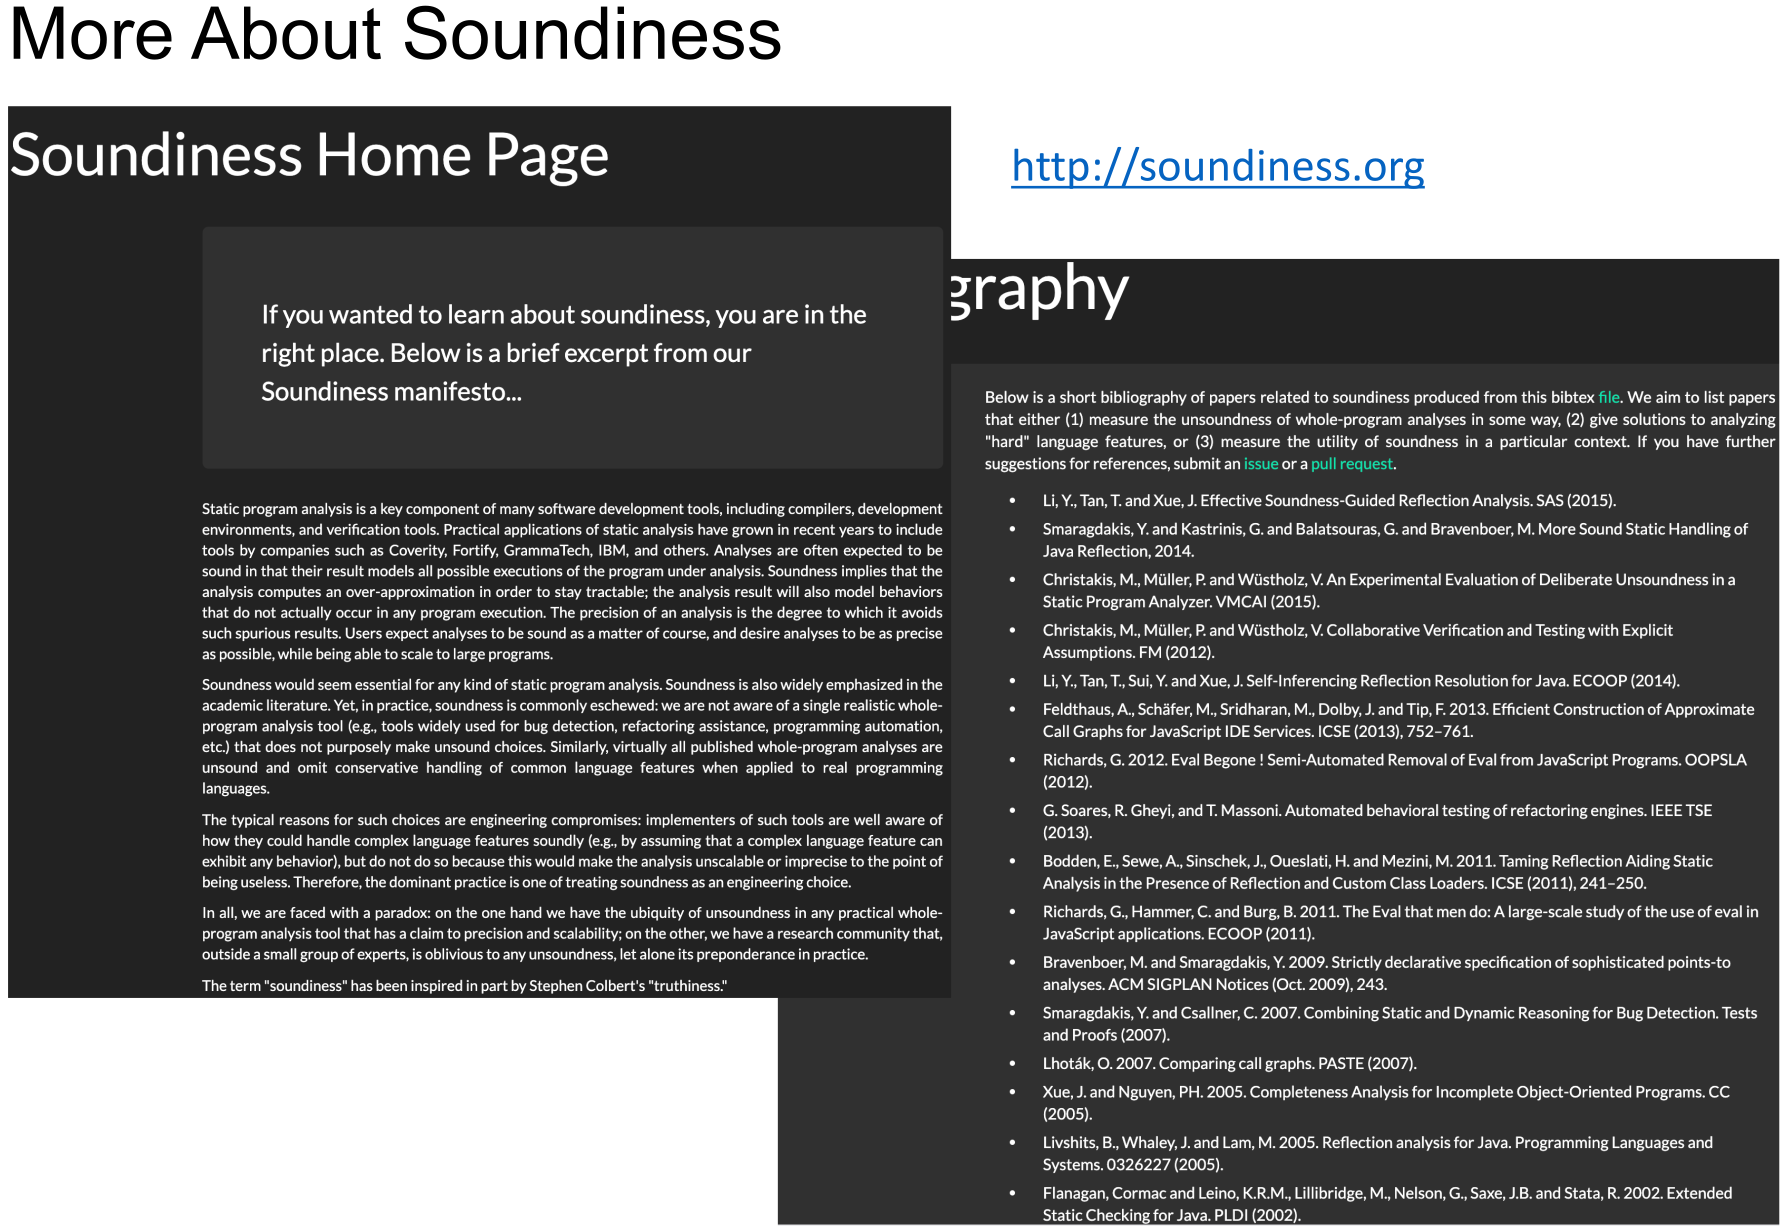 More About Soundiness
Soundiness Home Page
If you wanted to learn about soundiness, you are in the
right place. Below is a brief excerpt from our
Soundiness manifesto...
Static program analysis is a key component of many software development tools, including compilers, development
environments, and verification tools. Practical applications of static analysis have grown in recent years to include
tools by companies such as Coverity, Fortify, GrammaTech, IBM, and others. Analyses are often expected to be
sound in that their result models all possible executions of the program under analysis. Soundness implies that the
analysis computes an over-approximation in order to stay tractable; the analysis result will also model behaviors
that do not actually occur in any program execution. The precision of an analysis is the degree to which it avoids
such spurious results. Users expect analyses to be sound as a matter of course, and desire analyses to be as precise
as possible, while being able to scale to large programs.
Soundness would seem essential for any kind of static program analysis. Soundness is also widely emphasized in the
academic literature. Yet, in practice, soundness is commonly eschewed: we are not aware of a single realistic whole-
program analysis tool (e.g., tools widely used for bug detection, refactoring assistance, programming automation,
etc.) that does not purposely make unsound choices. Similarly, virtually all published whole-program analyses are
unsound and omit conservative handling of common language features when applied to real programming
languages.
The typical reasons for such choices are engineering compromises: implementers of such tools are well aware of
how they could handle complex language features soundly (e.g., by assuming that a complex language feature can
exhibit any behavior), but do not do so because this would make the analysis unscalable or imprecise to the point of
being useless. Therefore, the dominant practice is one of treating soundness as an engineering choice.
In all, we are faced with a paradox: on the one hand we have the ubiquity of unsoundness in any practical whole-
program analysis tool that has a claim to precision and scalability; on the other, we have a research community that,
outside a small group of experts, is oblivious to any unsoundness, let alone its preponderance in practice.
The term "soundiness" has been inspired in part by Stephen Colbert's "truthiness."
http://soundiness.org
graphy
Below is a short bibliography of papers related to soundiness produced from this bibtex file. We aim to list papers
that either (1) measure the unsoundness of whole-program analyses in some way, (2) give solutions to analyzing
"hard" language features, or (3) measure the utility of soundness in a particular context. If you have further
suggestions for references, submit an issue or a pull request.
• Li, Y., Tan, T. and Xue, J. Effective Soundness-Guided Reflection Analysis. SAS (2015).
• Smaragdakis, Y. and Kastrinis, G. and Balatsouras, G. and Bravenboer, M. More Sound Static Handling of
Java Reflection, 2014.
• Christakis, M., Müller, P. and Wüstholz, V. An Experimental Evaluation of Deliberate Unsoundness in a
Static Program Analyzer. VMCAI (2015).
• Christakis, M., Müller, P. and Wüstholz, V. Collaborative Verification and Testing with Explicit
Assumptions. FM (2012).
• Li, Y., Tan, T., Sui, Y. and Xue, J. Self-Inferencing Reflection Resolution for Java. ECOOP (2014).
• Feldthaus, A., Schäfer, M., Sridharan, M., Dolby, J. and Tip, F. 2013. Efficient Construction of Approximate
Call Graphs for JavaScript IDE Services. ICSE (2013), 752–761.
• Richards, G. 2012. Eval Begone ! Semi-Automated Removal of Eval from JavaScript Programs. OOPSLA
(2012).
• G. Soares, R. Gheyi, and T. Massoni. Automated behavioral testing of refactoring engines. IEEE TSE
(2013).
• Bodden, E., Sewe, A., Sinschek, J., Oueslati, H. and Mezini, M. 2011. Taming Reflection Aiding Static
Analysis in the Presence of Reflection and Custom Class Loaders. ICSE (2011), 241–250.
• Richards, G., Hammer, C. and Burg, B. 2011. The Eval that men do: A large-scale study of the use of eval in
JavaScript applications. ECOOP (2011).
• Bravenboer, M. and Smaragdakis, Y. 2009. Strictly declarative specification of sophisticated points-to
analyses. ACM SIGPLAN Notices (Oct. 2009), 243.
• Smaragdakis, Y. and Csallner, C. 2007. Combining Static and Dynamic Reasoning for Bug Detection. Tests
and Proofs (2007).
• Lhoták, O. 2007. Comparing call graphs. PASTE (2007).
• Xue, J. and Nguyen, PH. 2005. Completeness Analysis for Incomplete Object-Oriented Programs. CC
(2005).
• Livshits, B., Whaley, J. and Lam, M. 2005. Reflection analysis for Java. Programming Languages and
Systems. 0326227 (2005).
• Flanagan, Cormac and Leino, K.R.M., Lillibridge, M., Nelson, G., Saxe, J.B. and Stata, R. 2002. Extended
Static Checking for Java. PLDI (2002).